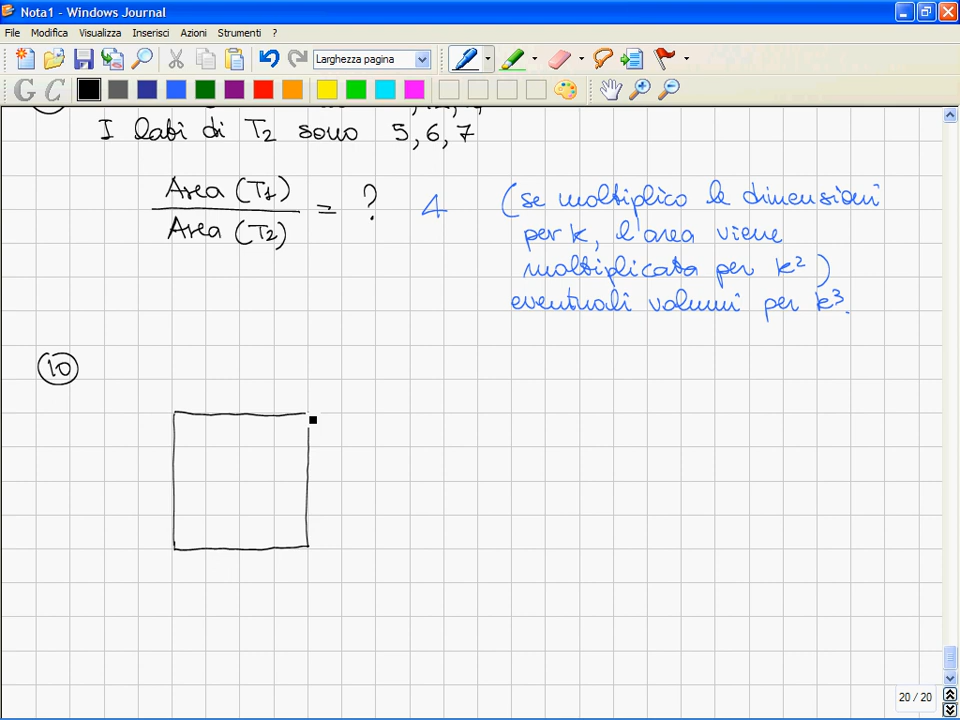 Nota1 - Windows Journal
File Modifica Visualizza Inserisci Azioni Strumenti ?
Larghezza pagina
G C
I lati di T2 sono 5, 6, 7
Area (T1)
Area (T2)
= ? 4
(se moltiplico le dimensioni
per k, l'area viene
moltiplicata per k²)
eventuali volumi per k³.
10
20 / 20